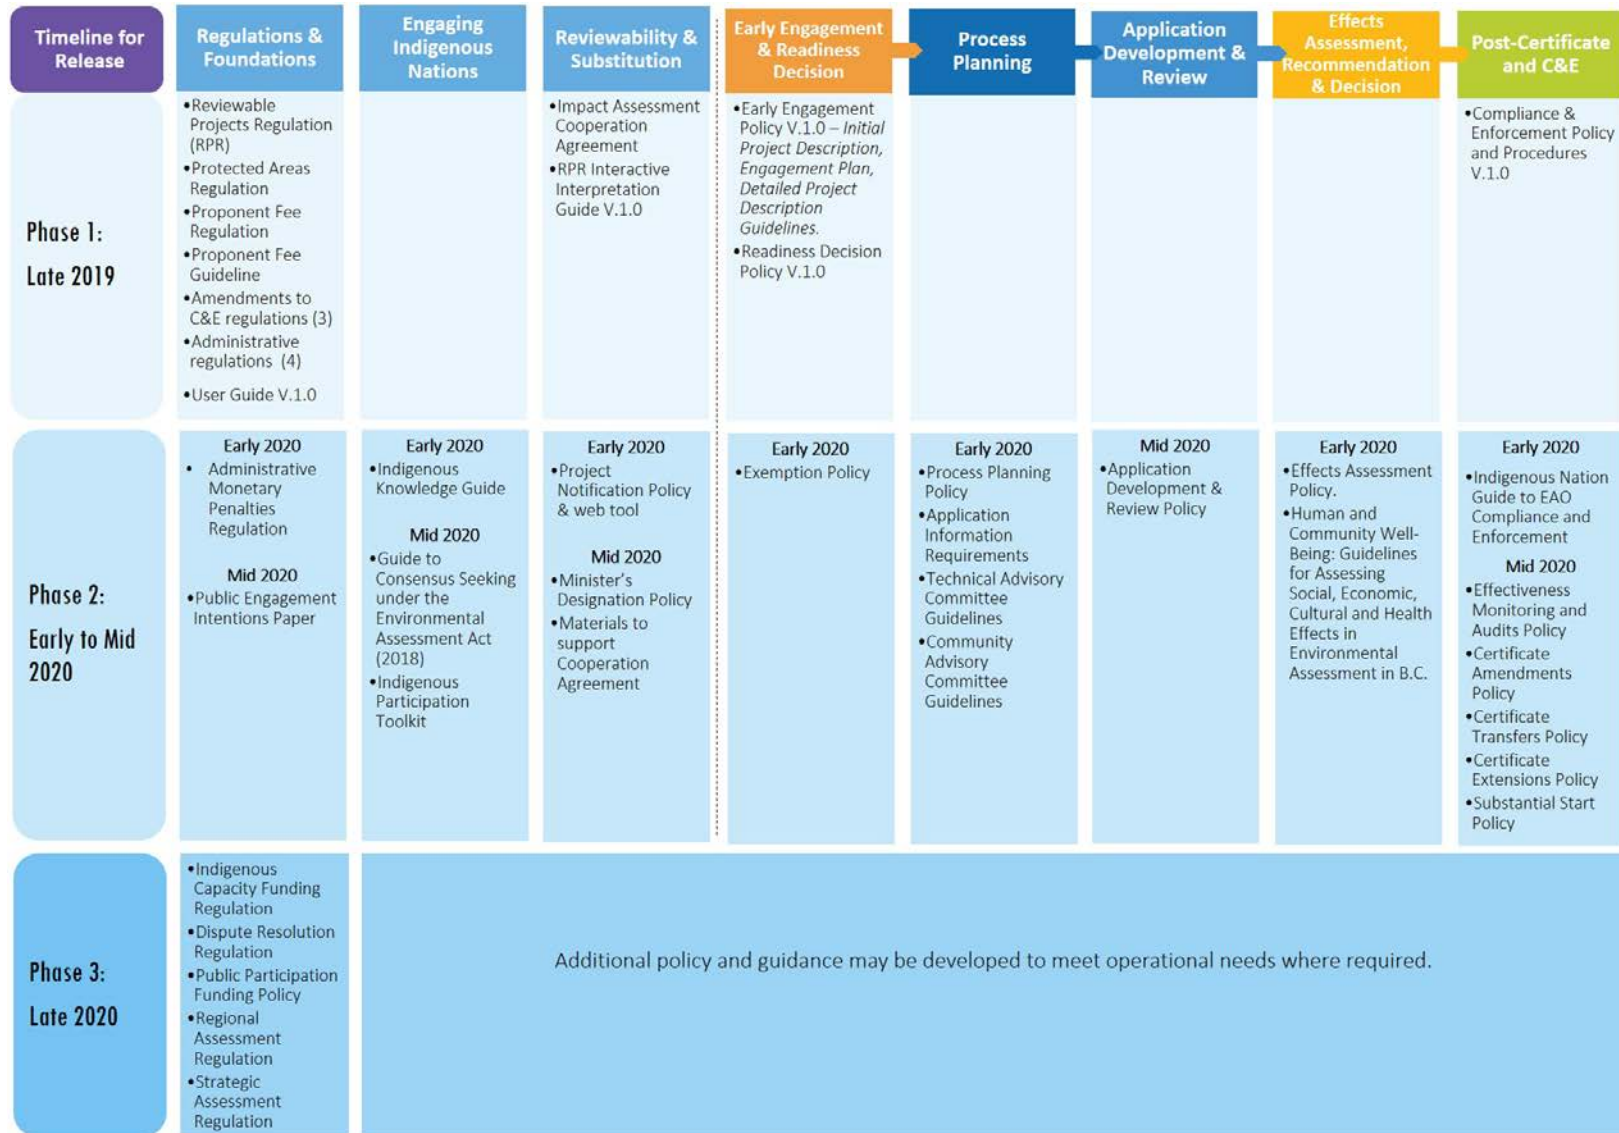 Timeline for
Release
Regulations &
Foundations
Engaging
Indigenous
Nations
Reviewability &
Substitution
Early Engagement
& Readiness
Decision
Process
Planning
Application
Development &
Review
Effects
Assessment,
Recommendation
& Decision
Post-Certificate
and C&E
Phase 1:
Late 2019
•Reviewable
Projects Regulation
(RPR)
•Protected Areas
Regulation
•Proponent Fee
Regulation
•Proponent Fee
Guideline
•Amendments to
C&E regulations (3)
•Administrative
regulations (4)
•User Guide V.1.0
•Impact Assessment
Cooperation
Agreement
•RPR Interactive
Interpretation
Guide V.1.0
•Early Engagement
Policy V.1.0 – Initial
Project Description,
Engagement Plan,
Detailed Project
Description
Guidelines.
•Readiness Decision
Policy V.1.0
•Compliance &
Enforcement Policy
and Procedures
V.1.0
Phase 2:
Early to Mid
2020
Early 2020
• Administrative
Monetary
Penalties
Regulation
Mid 2020
•Public Engagement
Intentions Paper
Early 2020
•Indigenous
Knowledge Guide
Mid 2020
•Guide to
Consensus Seeking
under the
Environmental
Assessment Act
(2018)
•Indigenous
Participation
Toolkit
Early 2020
•Project
Notification Policy
& web tool
Mid 2020
•Minister's
Designation Policy
•Materials to
support
Cooperation
Agreement
Early 2020
•Exemption Policy
Early 2020
•Process Planning
Policy
•Application
Information
Requirements
•Technical Advisory
Committee
Guidelines
•Community
Advisory
Committee
Guidelines
Mid 2020
•Application
Development &
Review Policy
Early 2020
•Effects Assessment
Policy.
•Human and
Community Well-
Being: Guidelines
for Assessing
Social, Economic,
Cultural and Health
Effects in
Environmental
Assessment in B.C.
Early 2020
•Indigenous Nation
Guide to EAO
Compliance and
Enforcement
Mid 2020
•Effectiveness
Monitoring and
Audits Policy
•Certificate
Amendments
Policy
•Certificate
Transfers Policy
•Certificate
Extensions Policy
•Substantial Start
Policy
Phase 3:
Late 2020
•Indigenous
Capacity Funding
Regulation
•Dispute Resolution
Regulation
•Public Participation
Funding Policy
•Regional
Assessment
Regulation
•Strategic
Assessment
Regulation
Additional policy and guidance may be developed to meet operational needs where required.